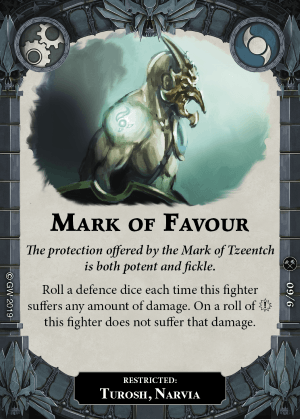 MARK OF FAVOUR
The protection offered by the Mark of Tzeentch
is both potent and fickle.
Roll a defence dice each time this fighter
suffers any amount of damage. On a roll of
this fighter does not suffer that damage.
RESTRICTED:
TUROSH, NARVIA
©GW 2019
9/60